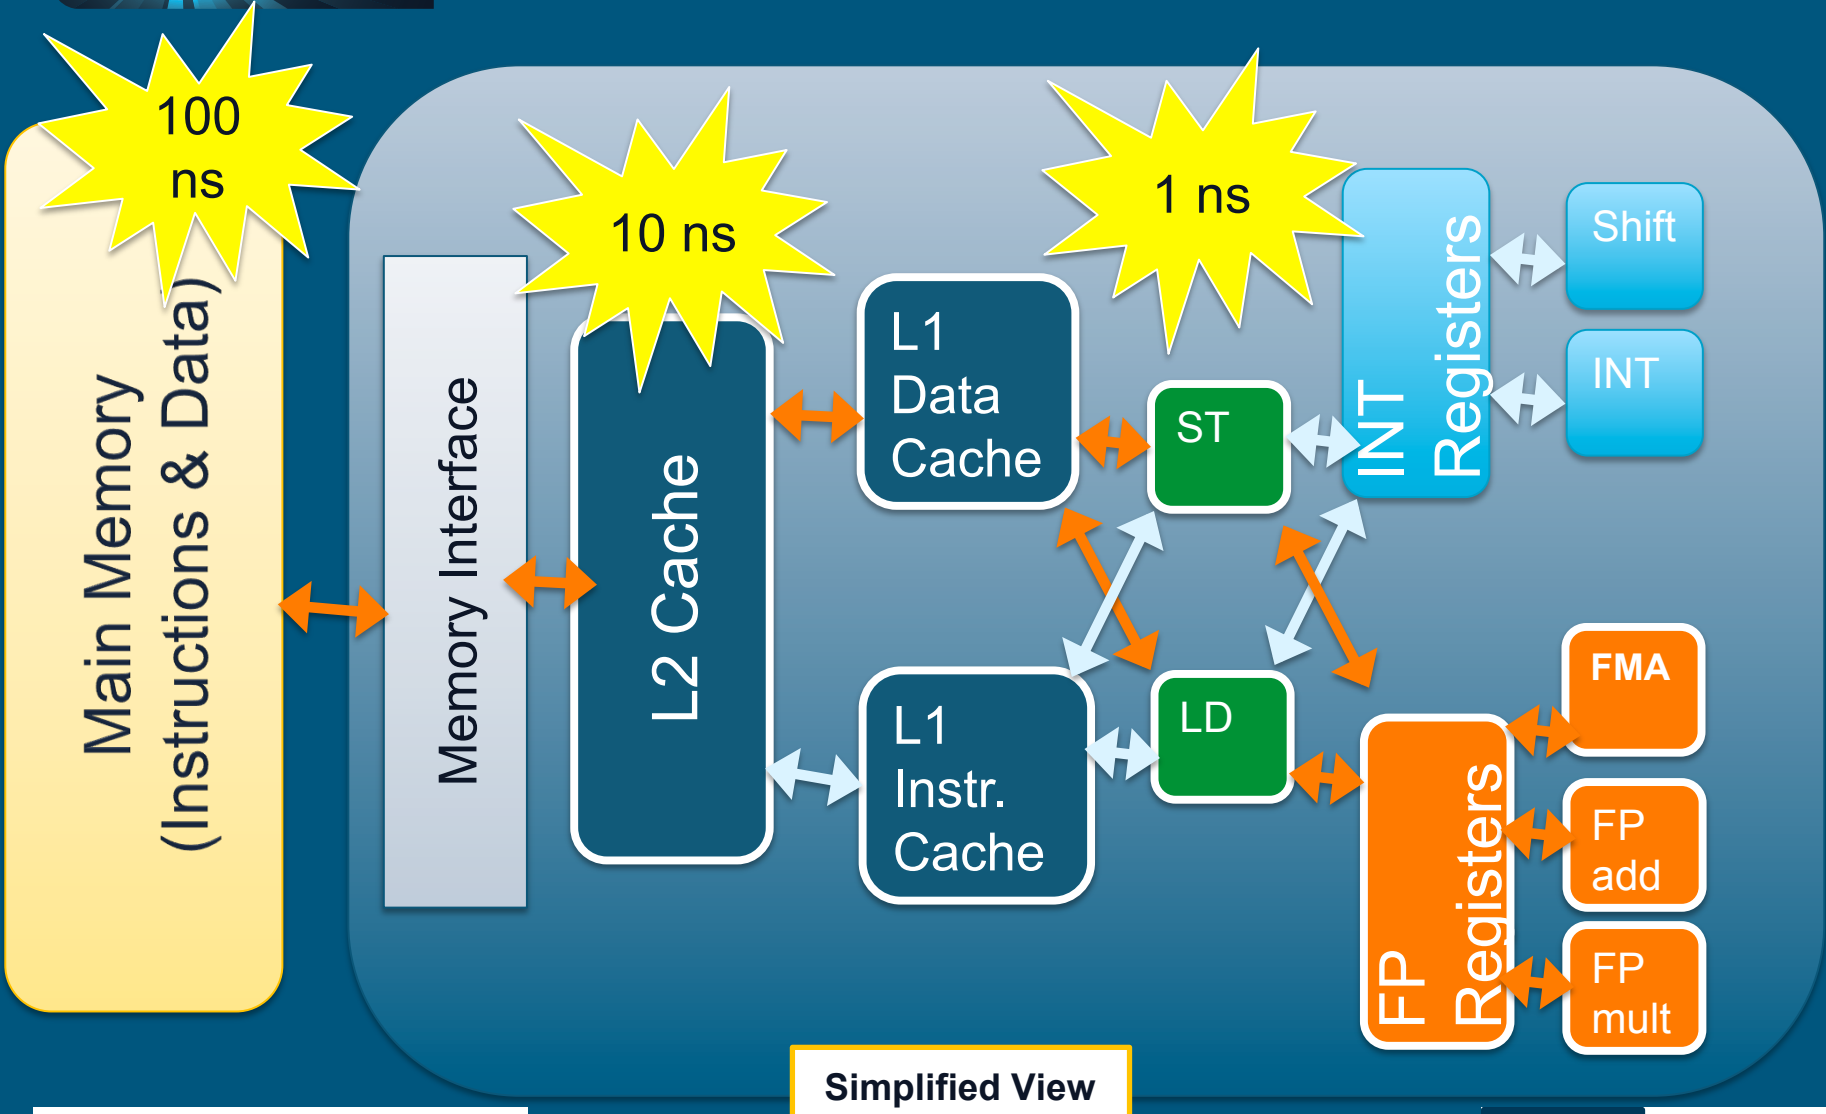 100
ns
Main Memory
(Instructions & Data)
Memory Interface
10 ns
L2 Cache
L1
Data
Cache
L1
Instr.
Cache
1 ns
ST
LD
INT
Registers
Shift
INT
FP
Registers
FMA
FP
add
FP
mult
Simplified View